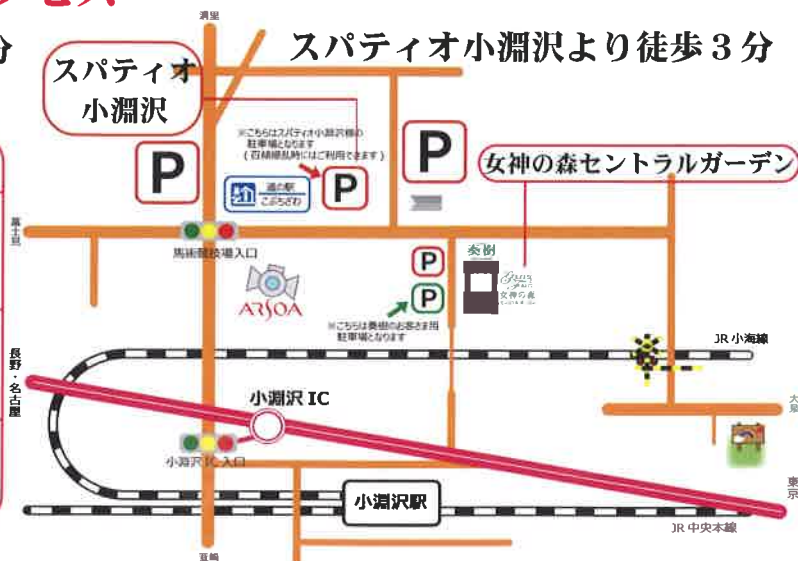 分
清里
スパティオ小淵沢より徒歩3分
スパティオ
小淵沢
※こちらはスパティオ小淵沢様の
駐車場となります
(百線繚乱時にはご利用できます)
P
P
P
道の駅
こぶちざわ
女神の森セントラルガーデン
富士見
馬術競技場入口
ARSOA
P
P
奏樹
女神の森
※こちらは奏樹のお客さま用
駐車場となります
JR 小海線
長野・名古屋
小淵沢 IC
小淵沢IC入口
小淵沢駅
東京
JR 中央本線
韮崎